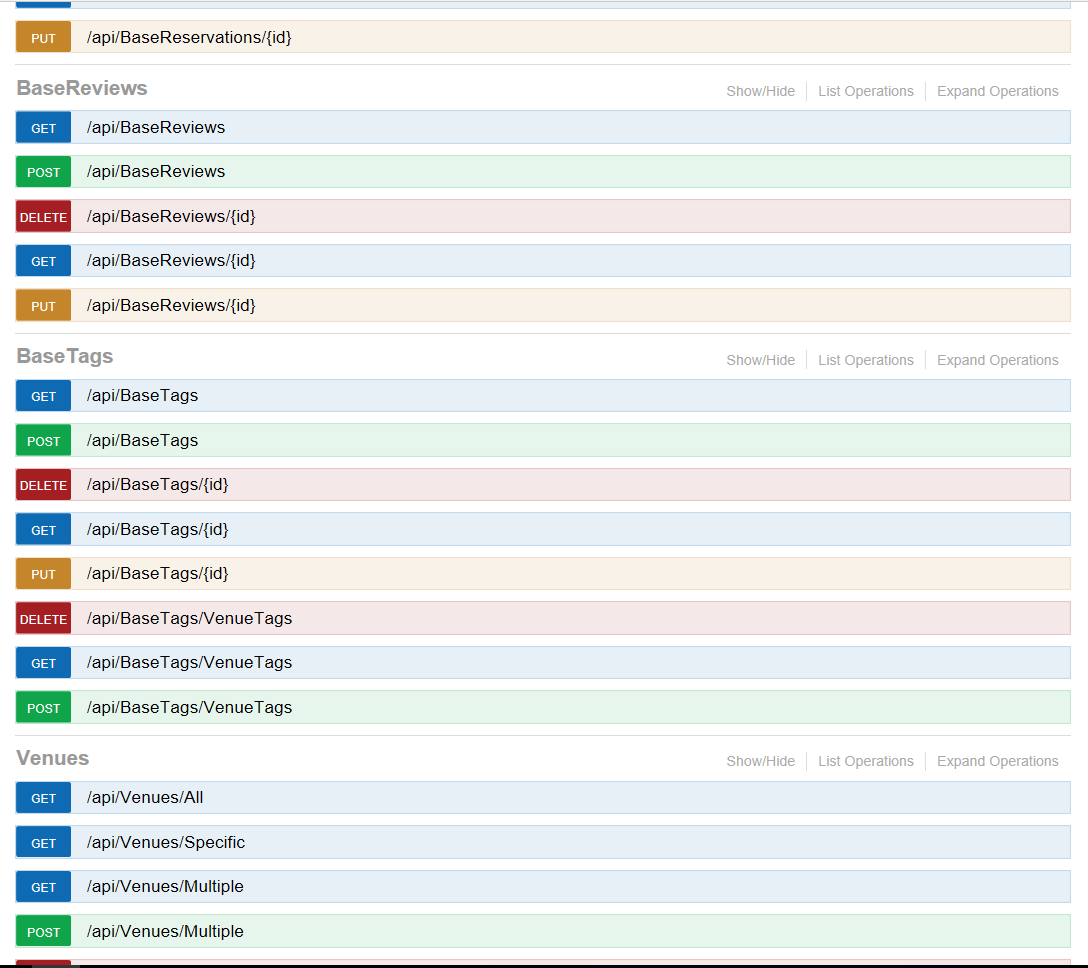 PUT /api/BaseReservations/{id}
BaseReviews Show/Hide List Operations Expand Operations
GET /api/BaseReviews
POST /api/BaseReviews
DELETE /api/BaseReviews/{id}
GET /api/BaseReviews/{id}
PUT /api/BaseReviews/{id}
BaseTags Show/Hide List Operations Expand Operations
GET /api/BaseTags
POST /api/BaseTags
DELETE /api/BaseTags/{id}
GET /api/BaseTags/{id}
PUT /api/BaseTags/{id}
DELETE /api/BaseTags/VenueTags
GET /api/BaseTags/VenueTags
POST /api/BaseTags/VenueTags
Venues Show/Hide List Operations Expand Operations
GET /api/Venues/All
GET /api/Venues/Specific
GET /api/Venues/Multiple
POST /api/Venues/Multiple